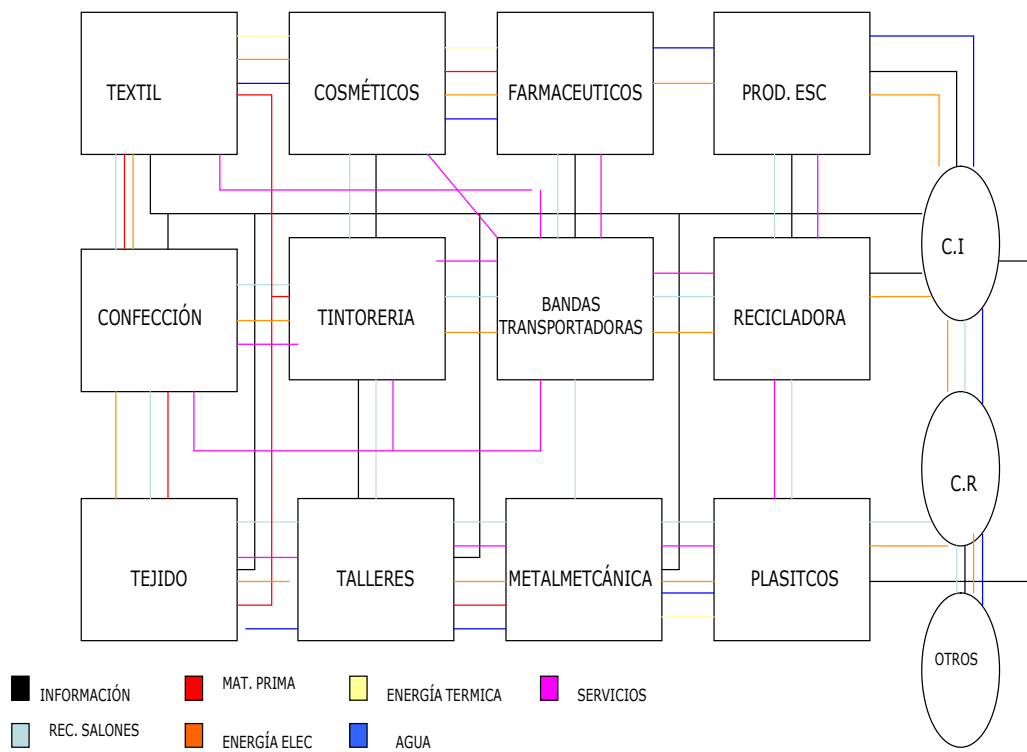 TEXTIL
COSMÉTICOS
FARMACEUTICOS
PROD. ESC
C.I
CONFECCIÓN
TINTORERIA
BANDAS
TRANSPORTADORAS
RECICLADORA
C.R
TEJIDO
TALLERES
METALMETCÁNICA
PLASITCOS
OTROS
INFORMACIÓN
MAT. PRIMA
ENERGÍA TERMICA
SERVICIOS
REC. SALONES
ENERGÍA ELEC
AGUA